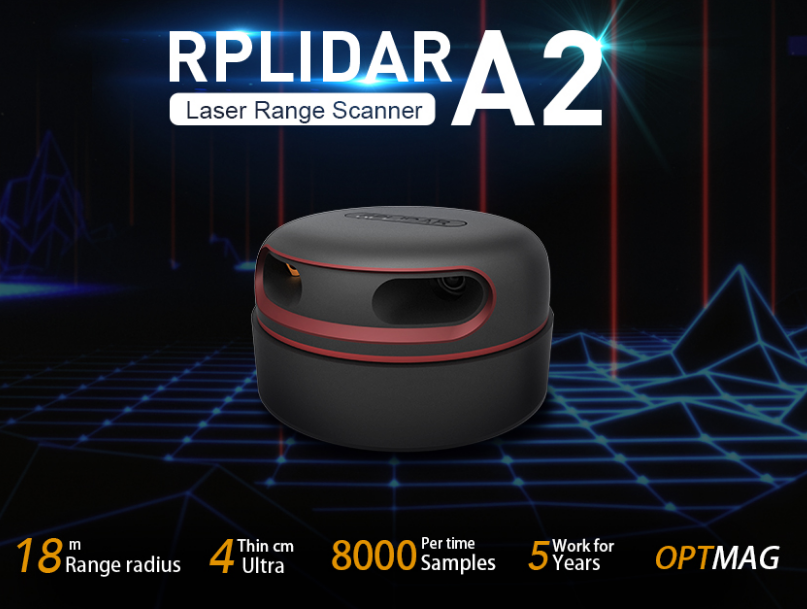 RPLIDAR A2
Laser Range Scanner
RPLIDAR
18 m
Range radius
4 Thin cm
Ultra
8000 Per time
Samples
5 Work for
Years
OPTMAG